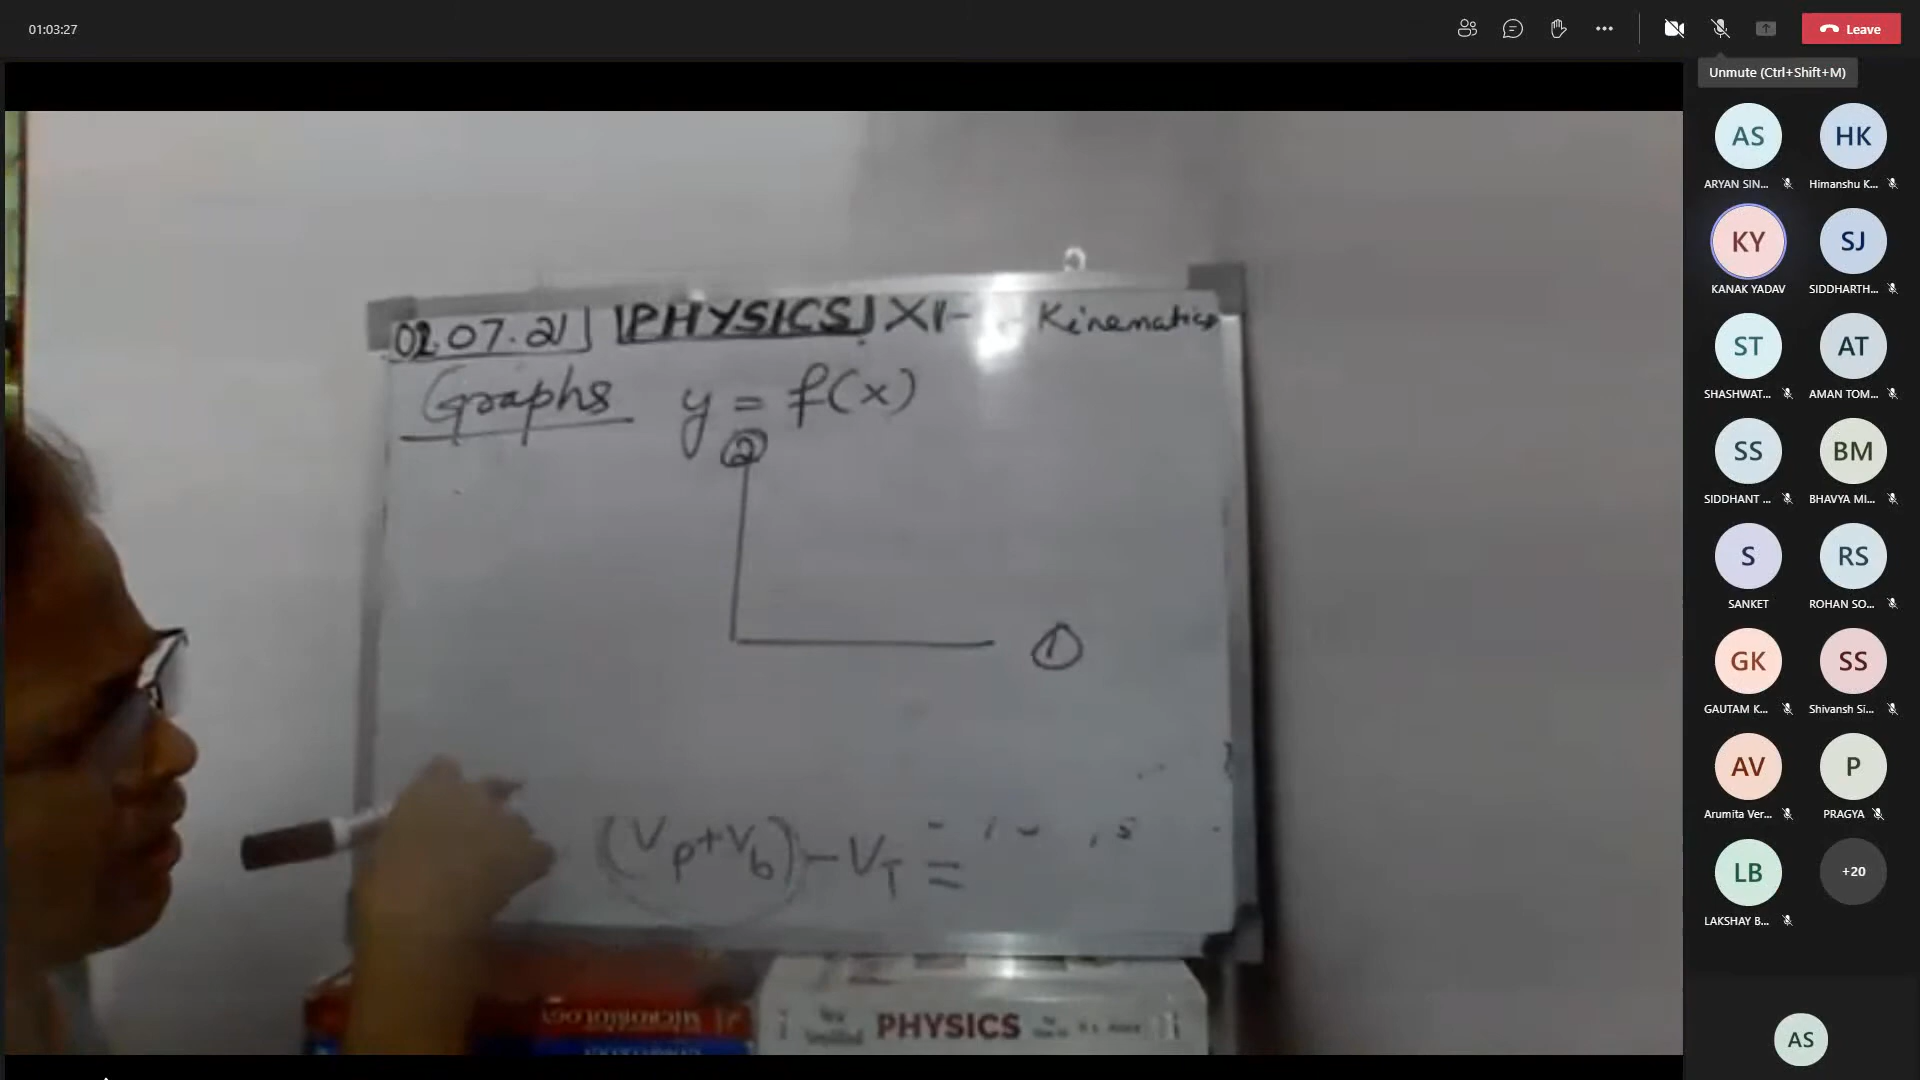 01:03:27
Leave
Unmute (Ctrl+Shift+M)
02.07.21 PHYSICS XI- Kinematics
Graphs y = f(x)
2
1
(Vp+Vb)-VT =
MICROBIOLOGY
PHYSICS
AS HK
ARYAN SIN... Himanshu K...
KY SJ
KANAK YADAV SIDDHARTH...
ST AT
SHASHWAT... AMAN TOM...
SS BM
SIDDHANT ... BHAVYA MI...
S RS
SANKET ROHAN SO...
GK SS
GAUTAM K... Shivansh Si...
AV P
Arumita Ver... PRAGYA
LB +20
LAKSHAY B...
AS